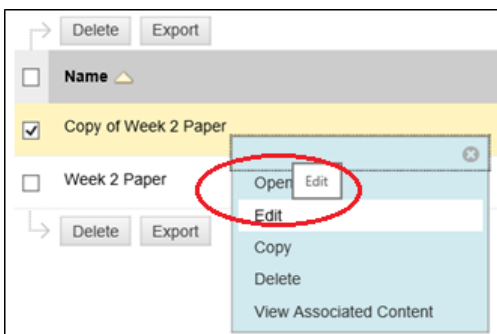 Delete Export
Name
Copy of Week 2 Paper
Week 2 Paper
Open Edit
Edit
Delete Export
Copy
Delete
View Associated Content